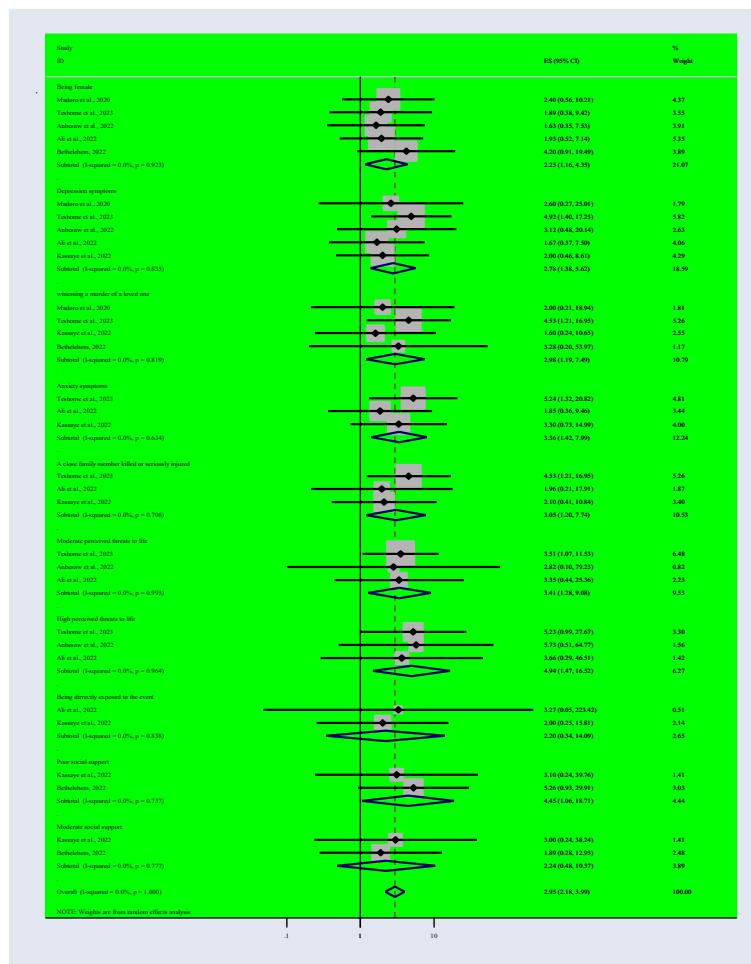 Study %
ID ES (95% CI) Weight
Being female
Madoro et al., 2020 2.40 (0.56, 10.21) 4.37
Teshome et al., 2023 1.89 (0.38, 9.42) 3.55
Anbesaw et al., 2022 1.63 (0.35, 7.53) 3.91
Ali et al., 2022 1.93 (0.52, 7.14) 5.35
Bethelehem, 2022 4.20 (0.91, 19.49) 3.89
Subtotal (I-squared = 0.0%, p = 0.923) 2.25 (1.16, 4.35) 21.07
.
Depression symptoms
Madoro et al., 2020 2.60 (0.27, 25.01) 1.79
Teshome et al., 2023 4.92 (1.40, 17.25) 5.82
Anbesaw et al., 2022 3.12 (0.48, 20.14) 2.63
Ali et al., 2022 1.67 (0.37, 7.50) 4.06
Kassaye et al., 2022 2.00 (0.46, 8.61) 4.29
Subtotal (I-squared = 0.0%, p = 0.835) 2.78 (1.38, 5.62) 18.59
.
witnessing a murder of a loved one
Madoro et al., 2020 2.00 (0.21, 18.94) 1.81
Teshome et al., 2023 4.53 (1.21, 16.95) 5.26
Kassaye et al., 2022 1.60 (0.24, 10.65) 2.55
Bethelehem, 2022 3.28 (0.20, 53.97) 1.17
Subtotal (I-squared = 0.0%, p = 0.819) 2.98 (1.19, 7.49) 10.79
.
Anxiety symptoms
Teshome et al., 2023 5.24 (1.32, 20.82) 4.81
Ali et al., 2022 1.85 (0.36, 9.46) 3.44
Kassaye et al., 2022 3.30 (0.73, 14.99) 4.00
Subtotal (I-squared = 0.0%, p = 0.634) 3.36 (1.42, 7.99) 12.24
.
A close family member killed or seriously injured
Teshome et al., 2023 4.53 (1.21, 16.95) 5.26
Ali et al., 2022 1.96 (0.21, 17.91) 1.87
Kassaye et al., 2022 2.10 (0.41, 10.84) 3.40
Subtotal (I-squared = 0.0%, p = 0.706) 3.05 (1.20, 7.74) 10.53
.
Moderate perceived threats to life
Teshome et al., 2023 3.51 (1.07, 11.53) 6.48
Anbesaw et al., 2022 2.82 (0.10, 79.23) 0.82
Ali et al., 2022 3.35 (0.44, 25.36) 2.23
Subtotal (I-squared = 0.0%, p = 0.993) 3.41 (1.28, 9.08) 9.53
.
High perceived threats to life
Teshome et al., 2023 5.23 (0.99, 27.67) 3.30
Anbesaw et al., 2022 5.73 (0.51, 64.77) 1.56
Ali et al., 2022 3.66 (0.29, 46.51) 1.42
Subtotal (I-squared = 0.0%, p = 0.964) 4.94 (1.47, 16.52) 6.27
.
Being directly exposed to the event
Ali et al., 2022 3.27 (0.05, 223.42) 0.51
Kassaye et al., 2022 2.00 (0.25, 15.81) 2.14
Subtotal (I-squared = 0.0%, p = 0.838) 2.20 (0.34, 14.09) 2.65
.
Poor social support
Kassaye et al., 2022 3.10 (0.24, 39.76) 1.41
Bethelehem, 2022 5.26 (0.93, 29.91) 3.03
Subtotal (I-squared = 0.0%, p = 0.737) 4.45 (1.06, 18.71) 4.44
.
Moderate social support
Kassaye et al., 2022 3.00 (0.24, 38.24) 1.41
Bethelehem, 2022 1.89 (0.28, 12.95) 2.48
Subtotal (I-squared = 0.0%, p = 0.777) 2.24 (0.48, 10.37) 3.89
.
Overall (I-squared = 0.0%, p = 1.000) 2.95 (2.18, 3.99) 100.00
NOTE: Weights are from random effects analysis
.1 1 10